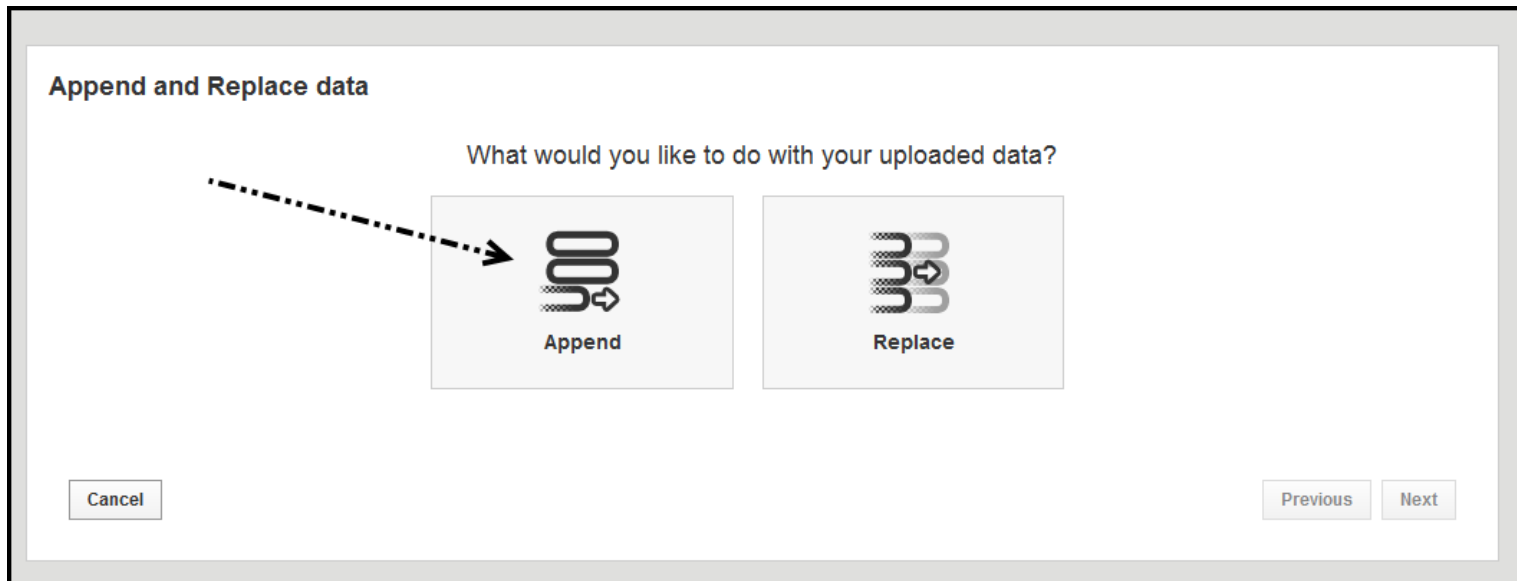 Append and Replace data
What would you like to do with your uploaded data?
Append
Replace
Cancel
Previous
Next